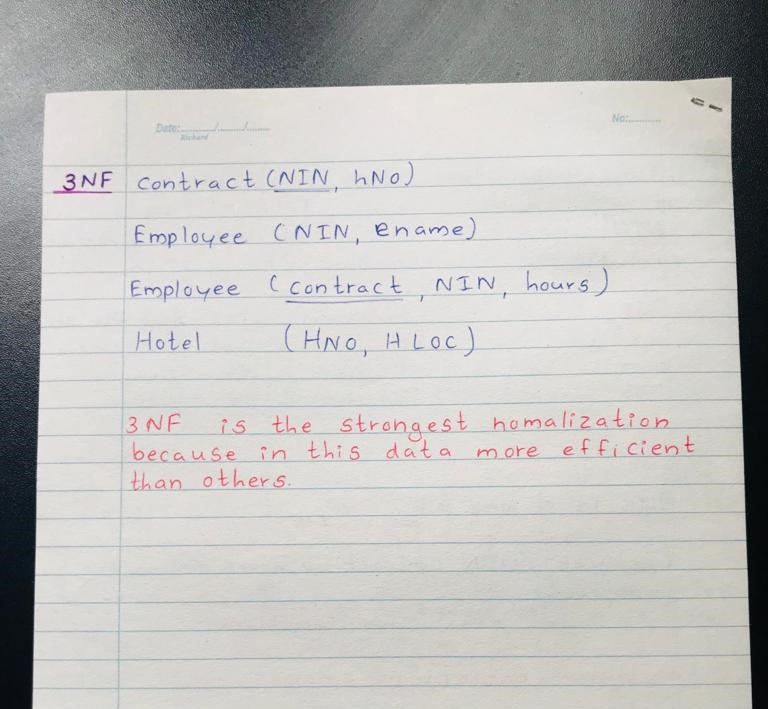 Date:......../......../........
Richard
No:............
3NF contract (NIN, hNo)
Employee (NIN, ename)
Employee (contract, NIN, hours)
Hotel (HNO, HLOC)
3NF is the strongest homalization
because in this data more efficient
than others.